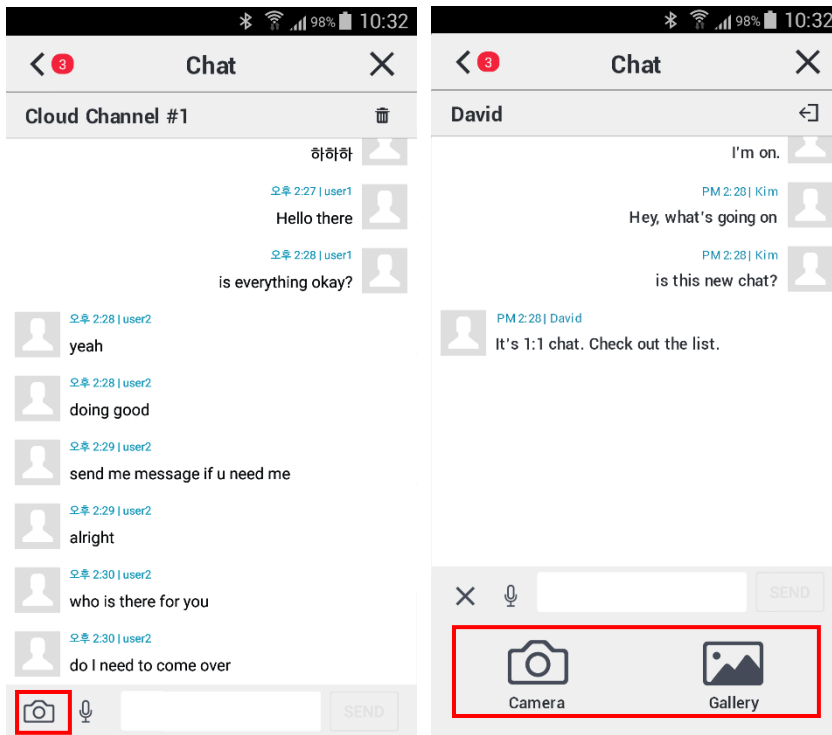 98% 10:32
3 Chat
Cloud Channel #1
하하하
오후 2:27 | user1
Hello there
오후 2:28 | user1
is everything okay?
오후 2:28 | user2
yeah
오후 2:28 | user2
doing good
오후 2:29 | user2
send me message if u need me
오후 2:29 | user2
alright
오후 2:30 | user2
who is there for you
오후 2:30 | user2
do I need to come over
SEND
98% 10:32
3 Chat
David
I'm on.
PM 2:28| Kim
Hey, what's going on
PM 2:28| Kim
is this new chat?
PM 2:28| David
It's 1:1 chat. Check out the list.
SEND
Camera Gallery